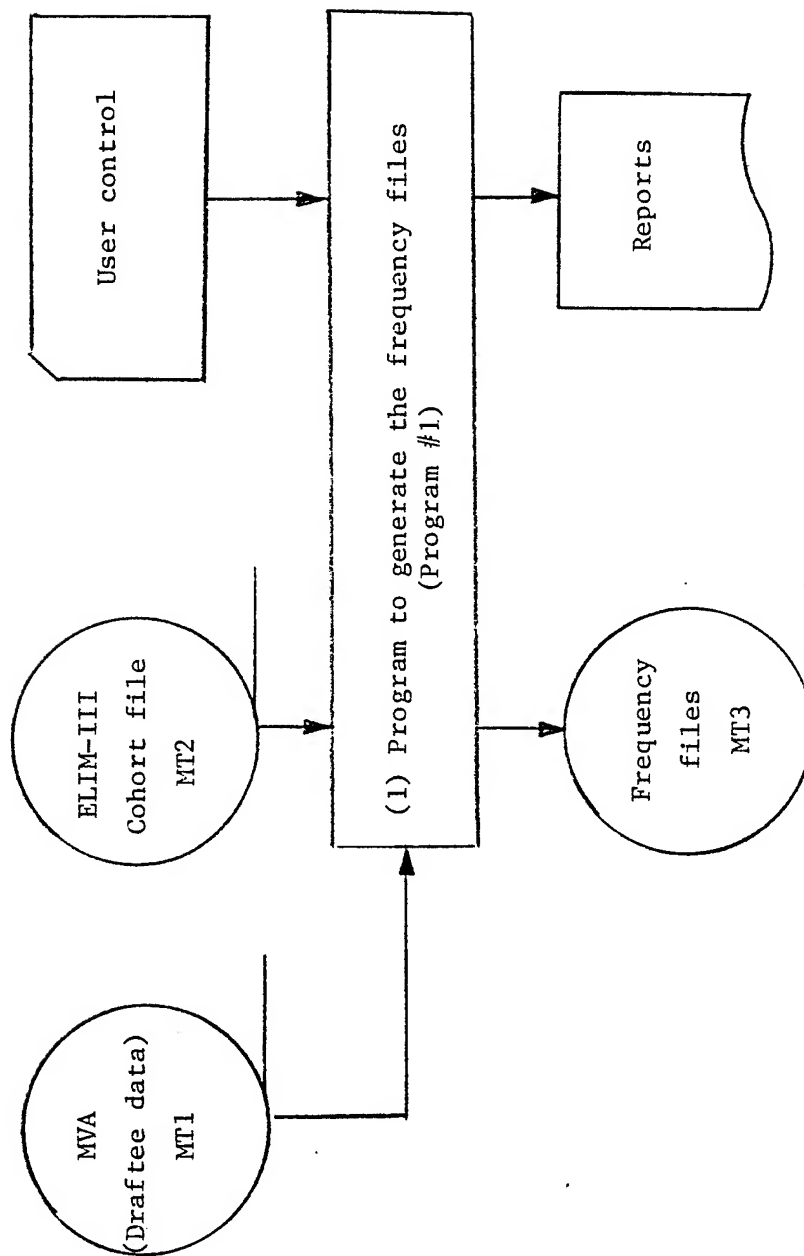 MVA
(Draftee data)
MT1
ELIM-III
Cohort file
MT2
User control
(1) Program to generate the frequency files
(Program #1)
Frequency
files
MT3
Reports